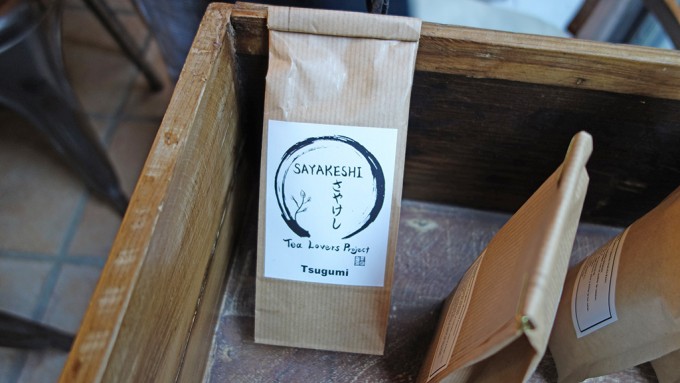 SAYAKESHI
さやけし
Tea Lovers Project
Tsugumi